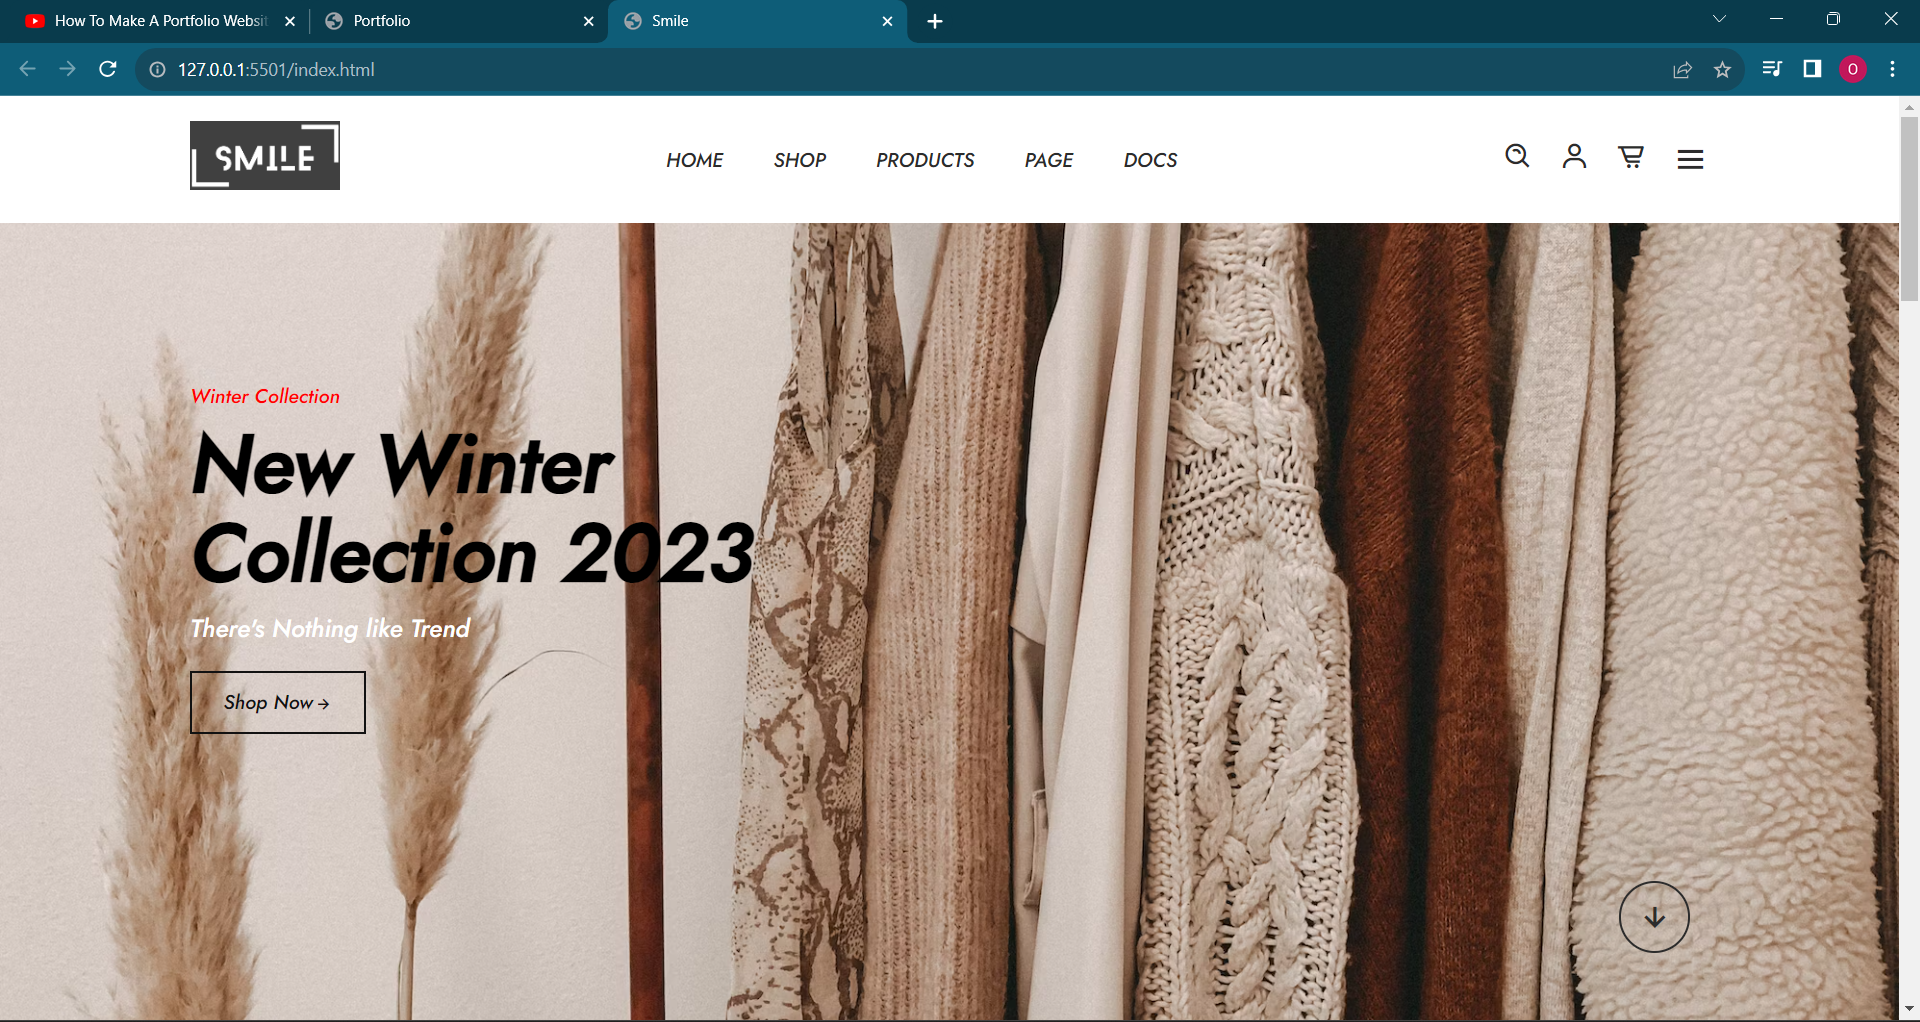 How To Make A Portfolio Websit
Portfolio
Smile
127.0.0.1:5501/index.html
O
SMILE
HOME SHOP PRODUCTS PAGE DOCS
Winter Collection
New Winter
Collection 2023
There's Nothing like Trend
Shop Now→